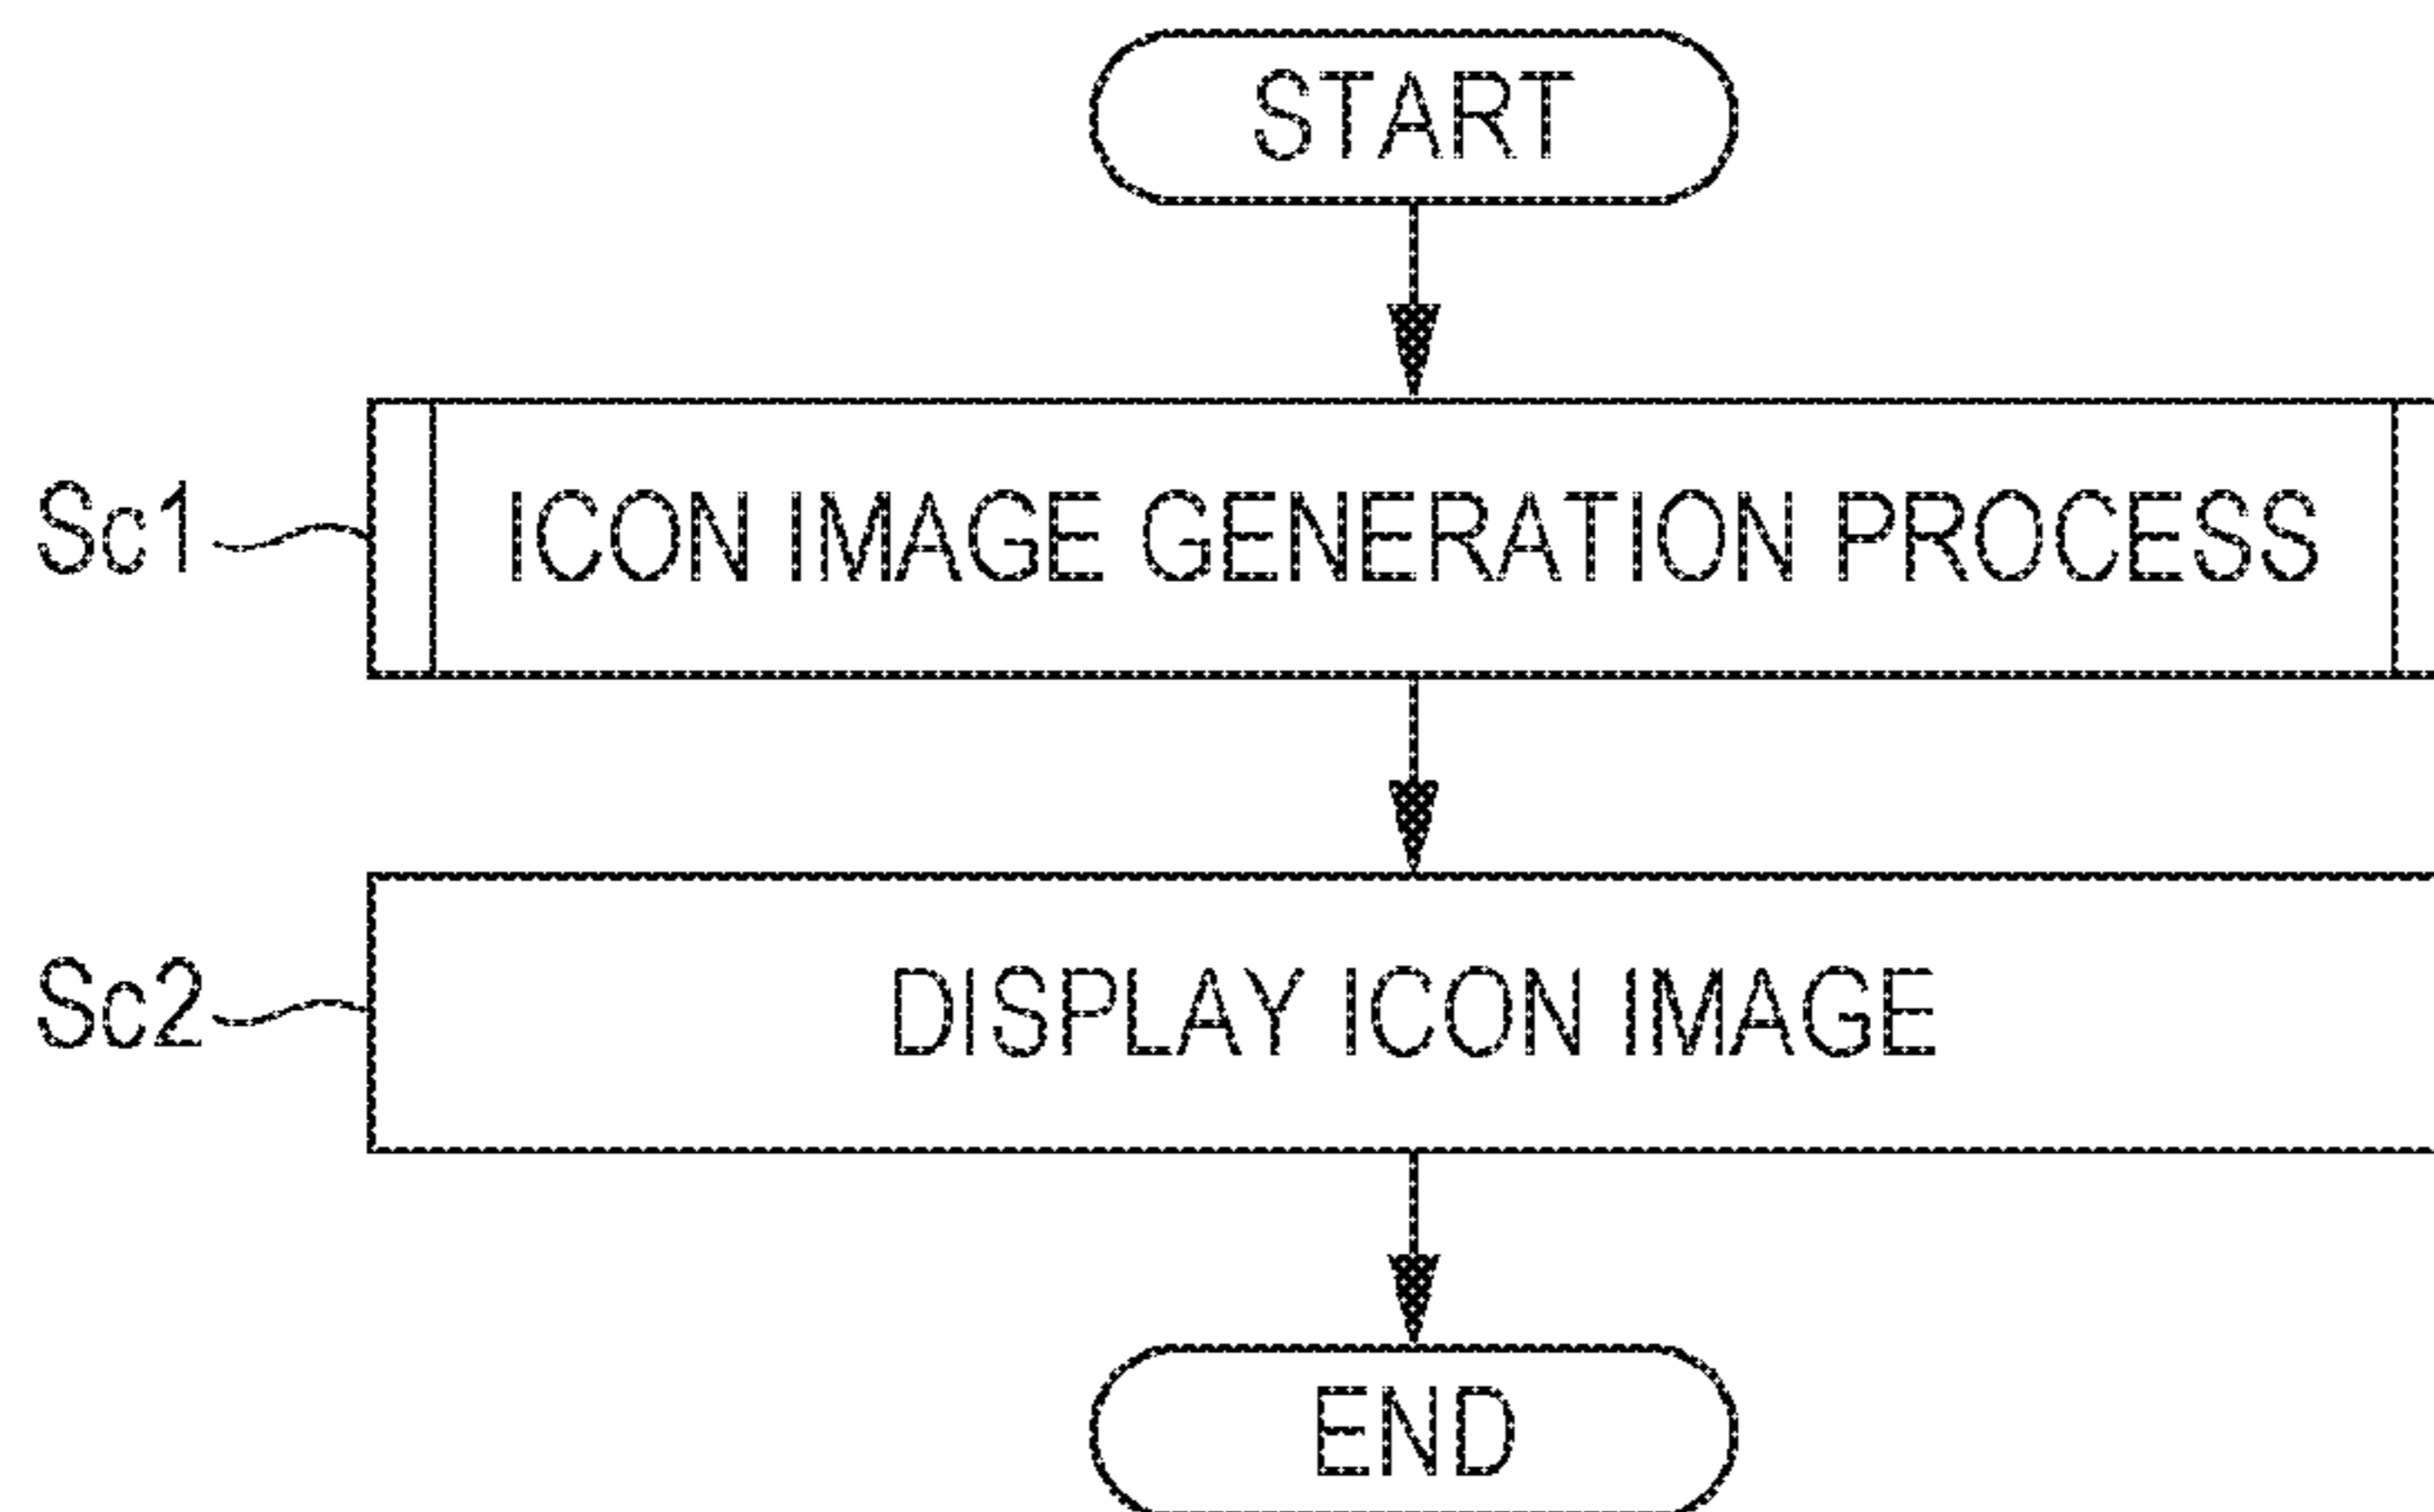 START
Sc1 ICON IMAGE GENERATION PROCESS
Sc2 DISPLAY ICON IMAGE
END